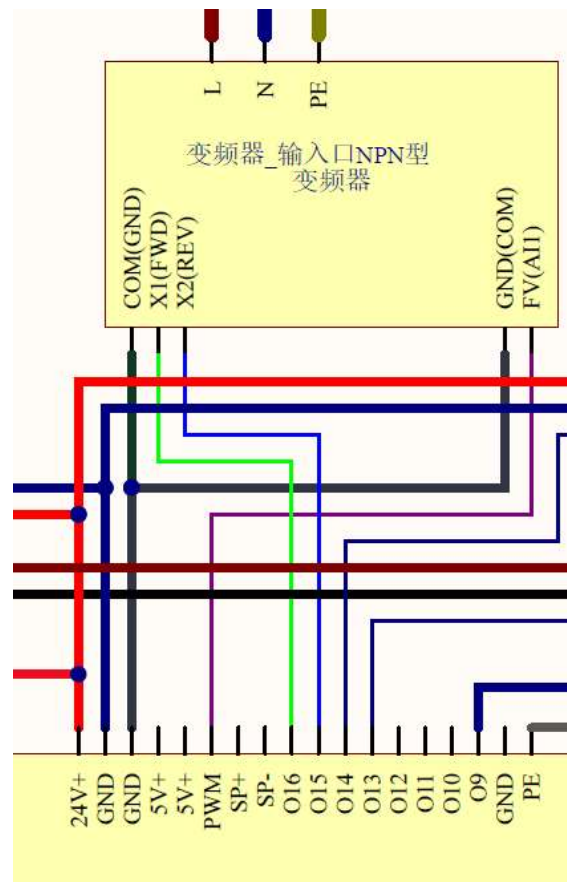 L
N
PE
变频器_输入口NPN型
变频器
COM(GND)
X1(FWD)
X2(REV)
GND(COM)
FV(AI1)
24V+
GND
GND
5V+
5V+
PWM
SP+
SP-
O16
O15
O14
O13
O12
O11
O10
O9
GND
PE